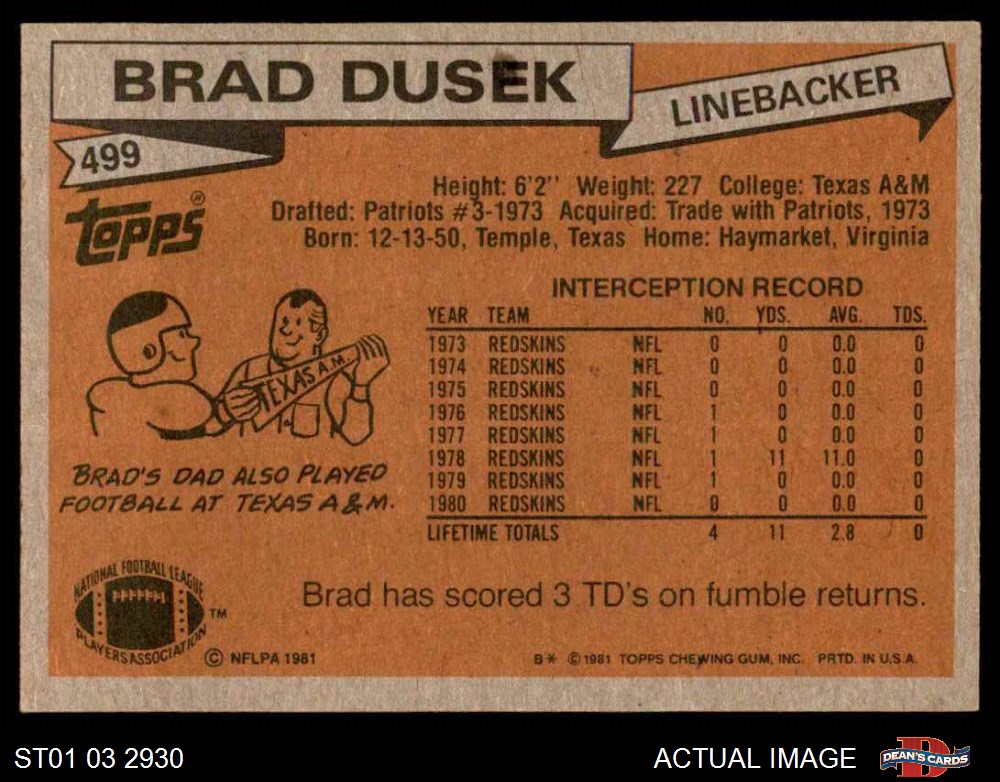 BRAD DUSEK
LINEBACKER
499
TOPPS®
Height: 6'2'' Weight: 227 College: Texas A&M
Drafted: Patriots #3-1973 Acquired: Trade with Patriots, 1973
Born: 12-13-50, Temple, Texas Home: Haymarket, Virginia
TEXAS A.M.
BRAD'S DAD ALSO PLAYED
FOOTBALL AT TEXAS A&M.
INTERCEPTION RECORD
YEAR TEAM NO. YDS. AVG. TDS.
1973 REDSKINS NFL 0 0 0.0 0
1974 REDSKINS NFL 0 0 0.0 0
1975 REDSKINS NFL 0 0 0.0 0
1976 REDSKINS NFL 1 0 0.0 0
1977 REDSKINS NFL 1 0 0.0 0
1978 REDSKINS NFL 1 11 11.0 0
1979 REDSKINS NFL 1 0 0.0 0
1980 REDSKINS NFL 0 0 0.0 0
LIFETIME TOTALS 4 11 2.8 0
Brad has scored 3 TD's on fumble returns.
NATIONAL FOOTBALL LEAGUE
PLAYERS ASSOCIATION
TM
© NFLPA 1981
B* © 1981 TOPPS CHEWING GUM, INC. PRTD. IN U.S.A.
ST01 03 2930
ACTUAL IMAGE
D
DEAN'S CARDS